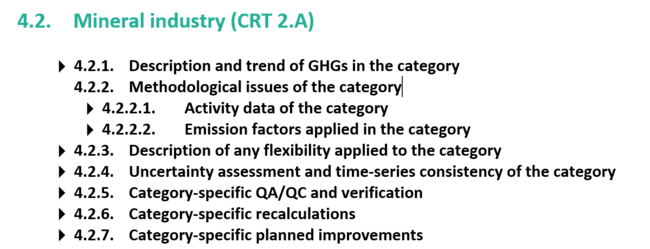 4.2. Mineral industry (CRT 2.A)
4.2.1. Description and trend of GHGs in the category
4.2.2. Methodological issues of the category
4.2.2.1. Activity data of the category
4.2.2.2. Emission factors applied in the category
4.2.3. Description of any flexibility applied to the category
4.2.4. Uncertainty assessment and time-series consistency of the category
4.2.5. Category-specific QA/QC and verification
4.2.6. Category-specific recalculations
4.2.7. Category-specific planned improvements